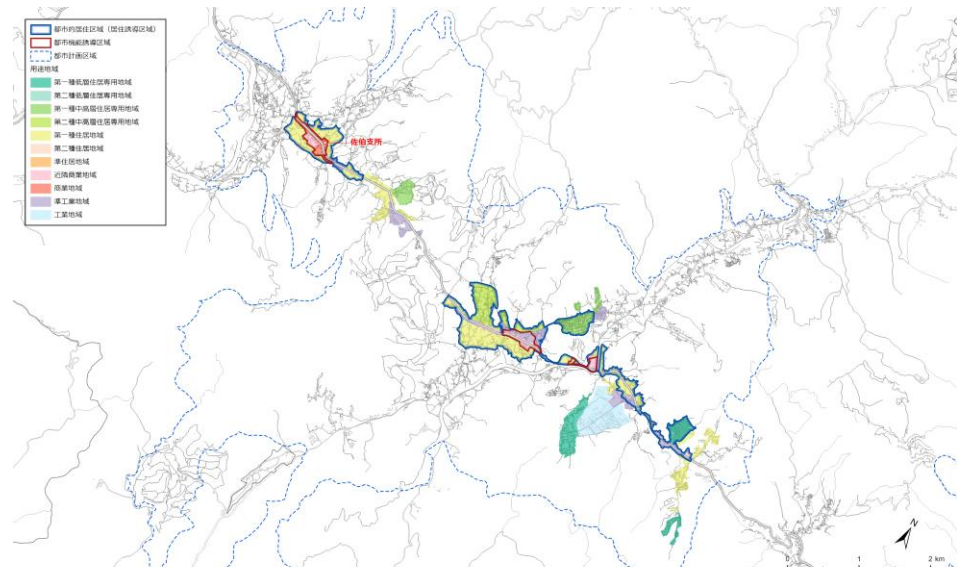 都市的居住区域（居住誘導区域）
都市機能誘導区域
都市計画区域
用途地域
第一種低層住居専用地域
第二種低層住居専用地域
第一種中高層住居専用地域
第二種中高層住居専用地域
第一種住居地域
第二種住居地域
準住居地域
近隣商業地域
商業地域
準工業地域
工業地域
佐伯支所
N
0 1 2 km